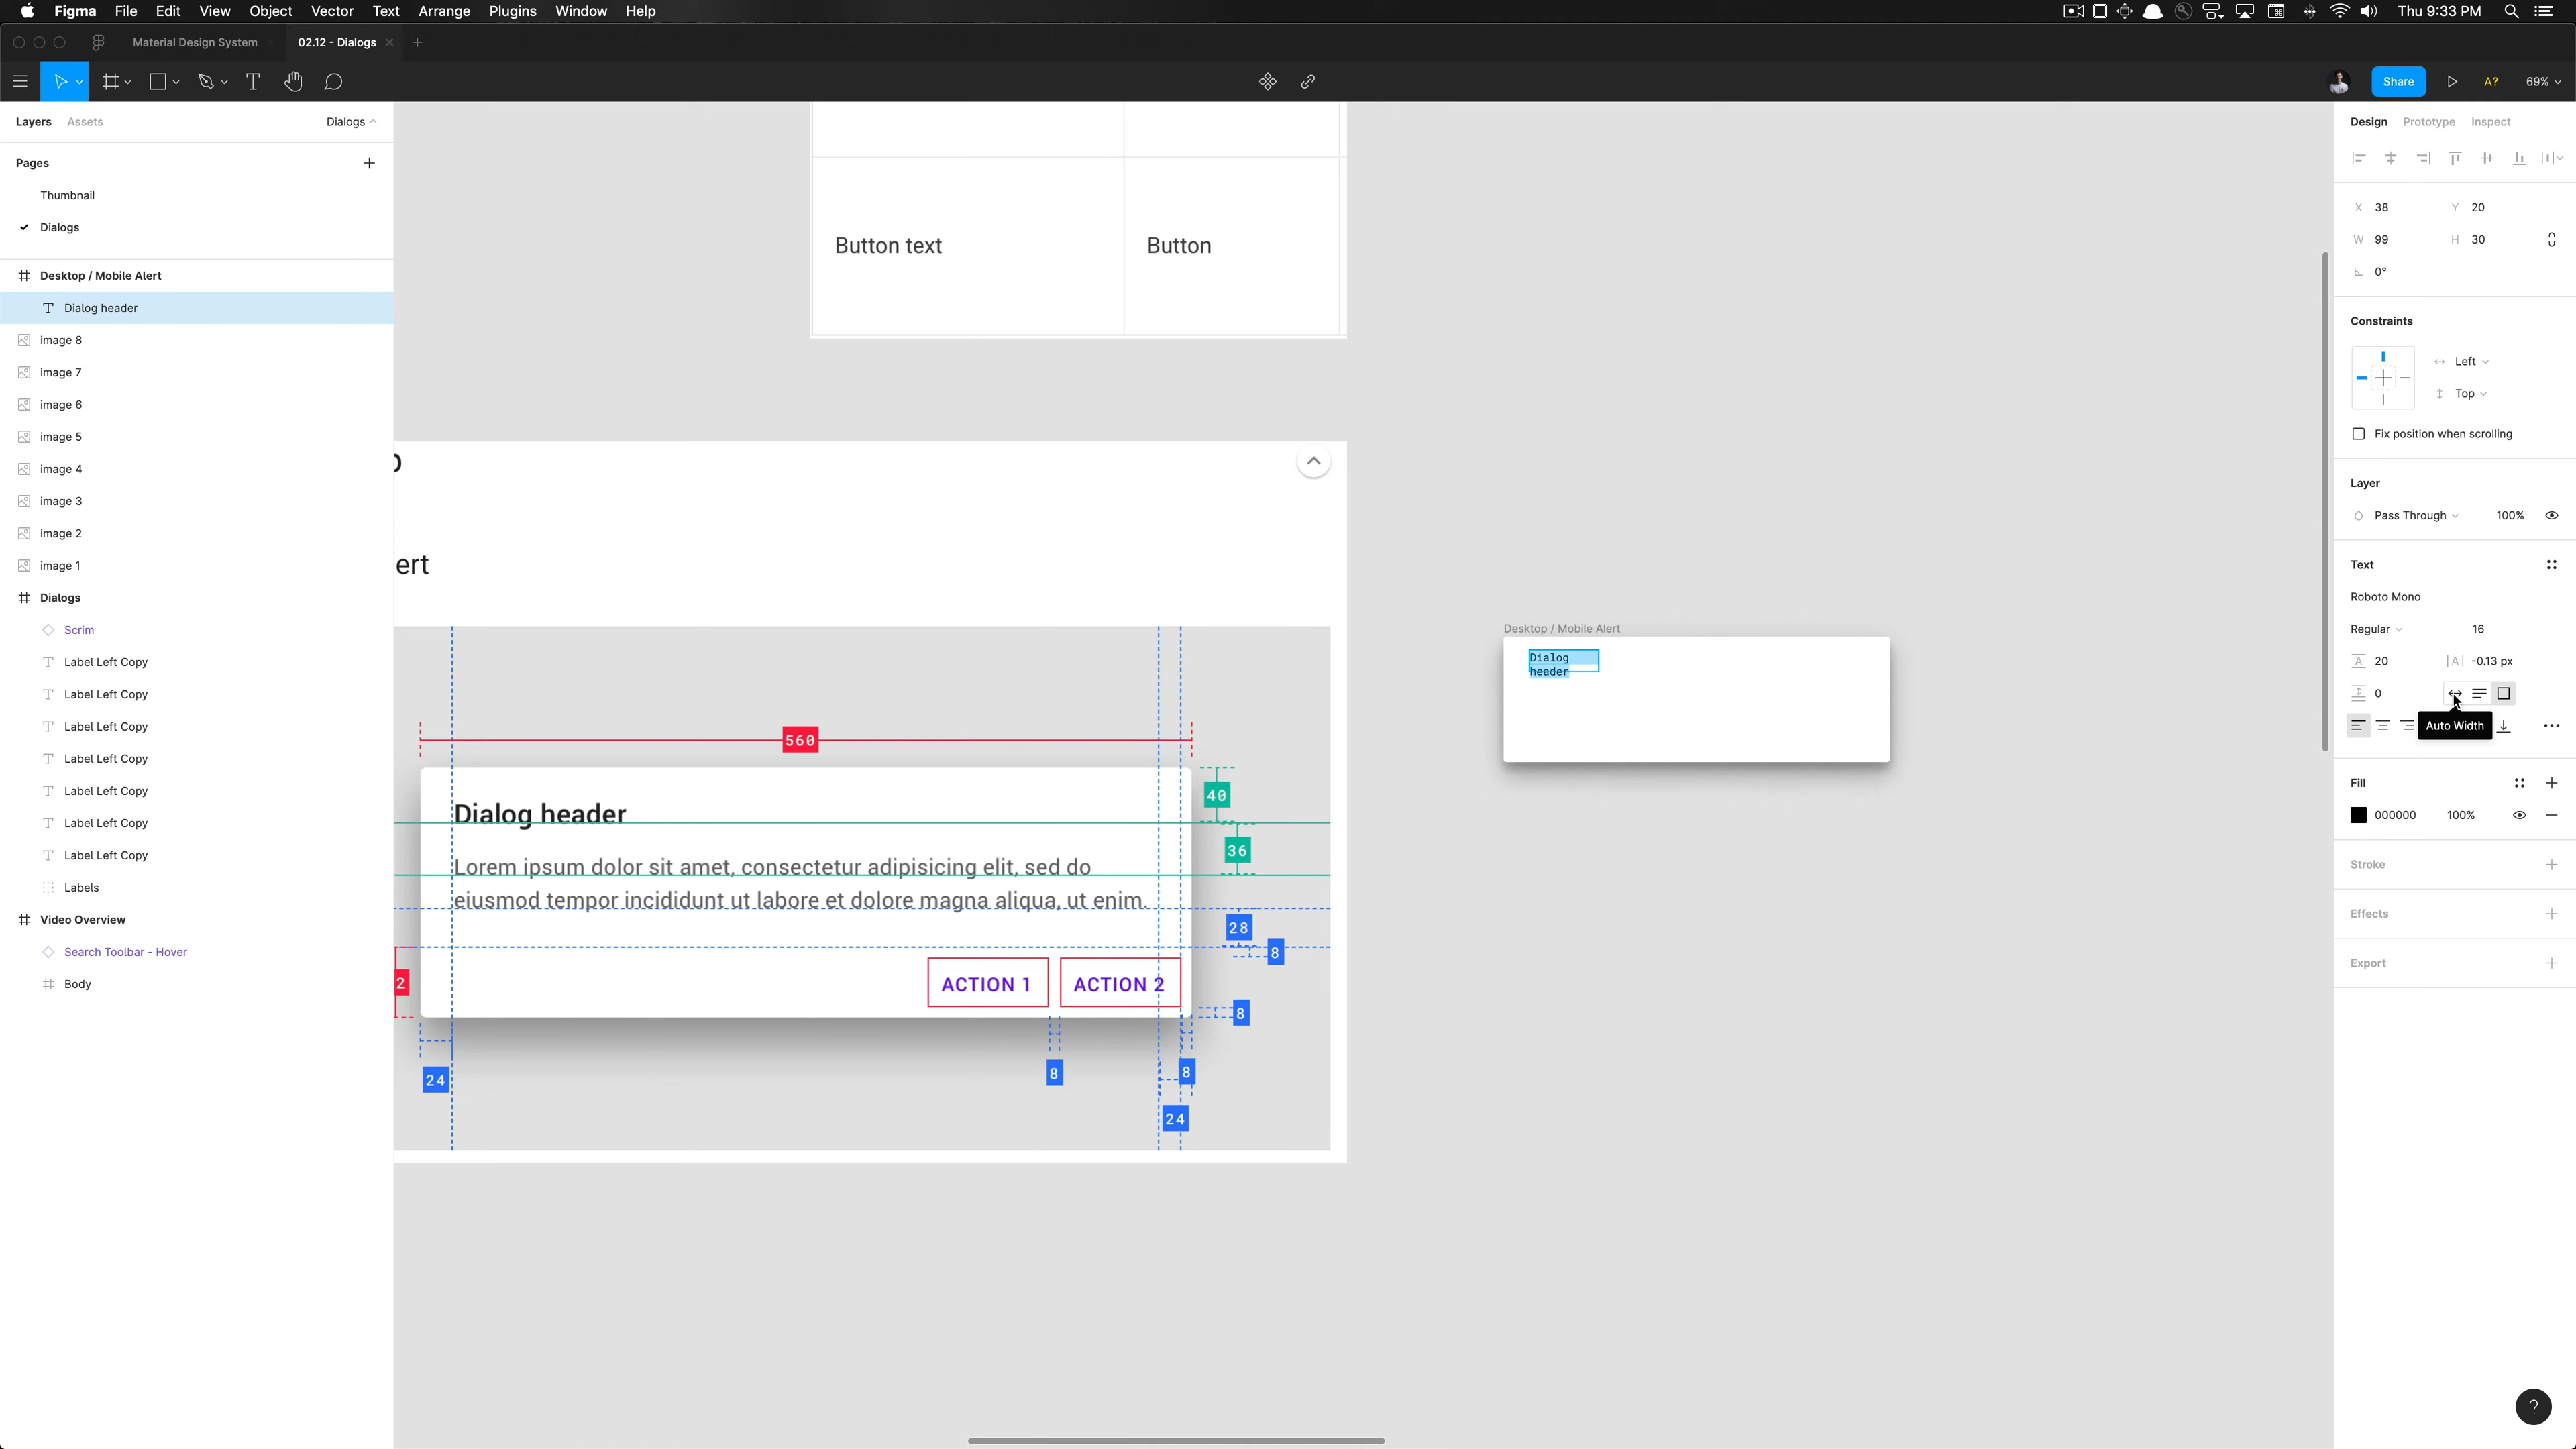 Figma File Edit View Object Vector Text Arrange Plugins Window Help
Thu 9:33 PM
Material Design System
02.12 - Dialogs
Share
A?
69%
Layers Assets
Dialogs
Pages
Thumbnail
Dialogs
Desktop / Mobile Alert
Dialog header
image 8
image 7
image 6
image 5
image 4
image 3
image 2
image 1
Dialogs
Scrim
Label Left Copy
Label Left Copy
Label Left Copy
Label Left Copy
Label Left Copy
Label Left Copy
Label Left Copy
Labels
Video Overview
Search Toolbar - Hover
Body
Button text
Button
ert
560
Dialog header
Lorem ipsum dolor sit amet, consectetur adipisicing elit, sed do
eiusmod tempor incididunt ut labore et dolore magna aliqua, ut enim.
ACTION 1
ACTION 2
40
36
28
8
8
2
24
8
8
24
Desktop / Mobile Alert
Dialog
header
Design Prototype Inspect
X 38 Y 20
W 99 H 30
0°
Constraints
Left
Top
Fix position when scrolling
Layer
Pass Through 100%
Text
Roboto Mono
Regular 16
A 20 |A| -0.13 px
0
Auto Width
Fill
000000 100%
Stroke
Effects
Export
?